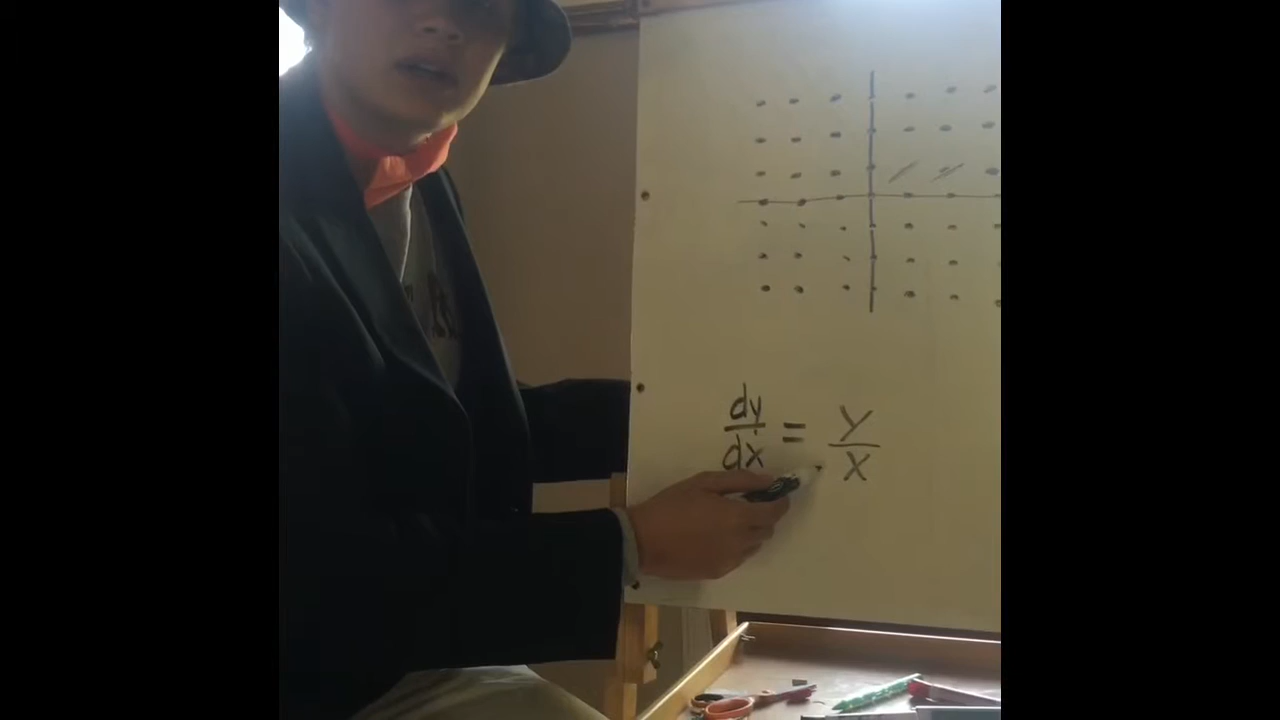 dy/dx = y/x